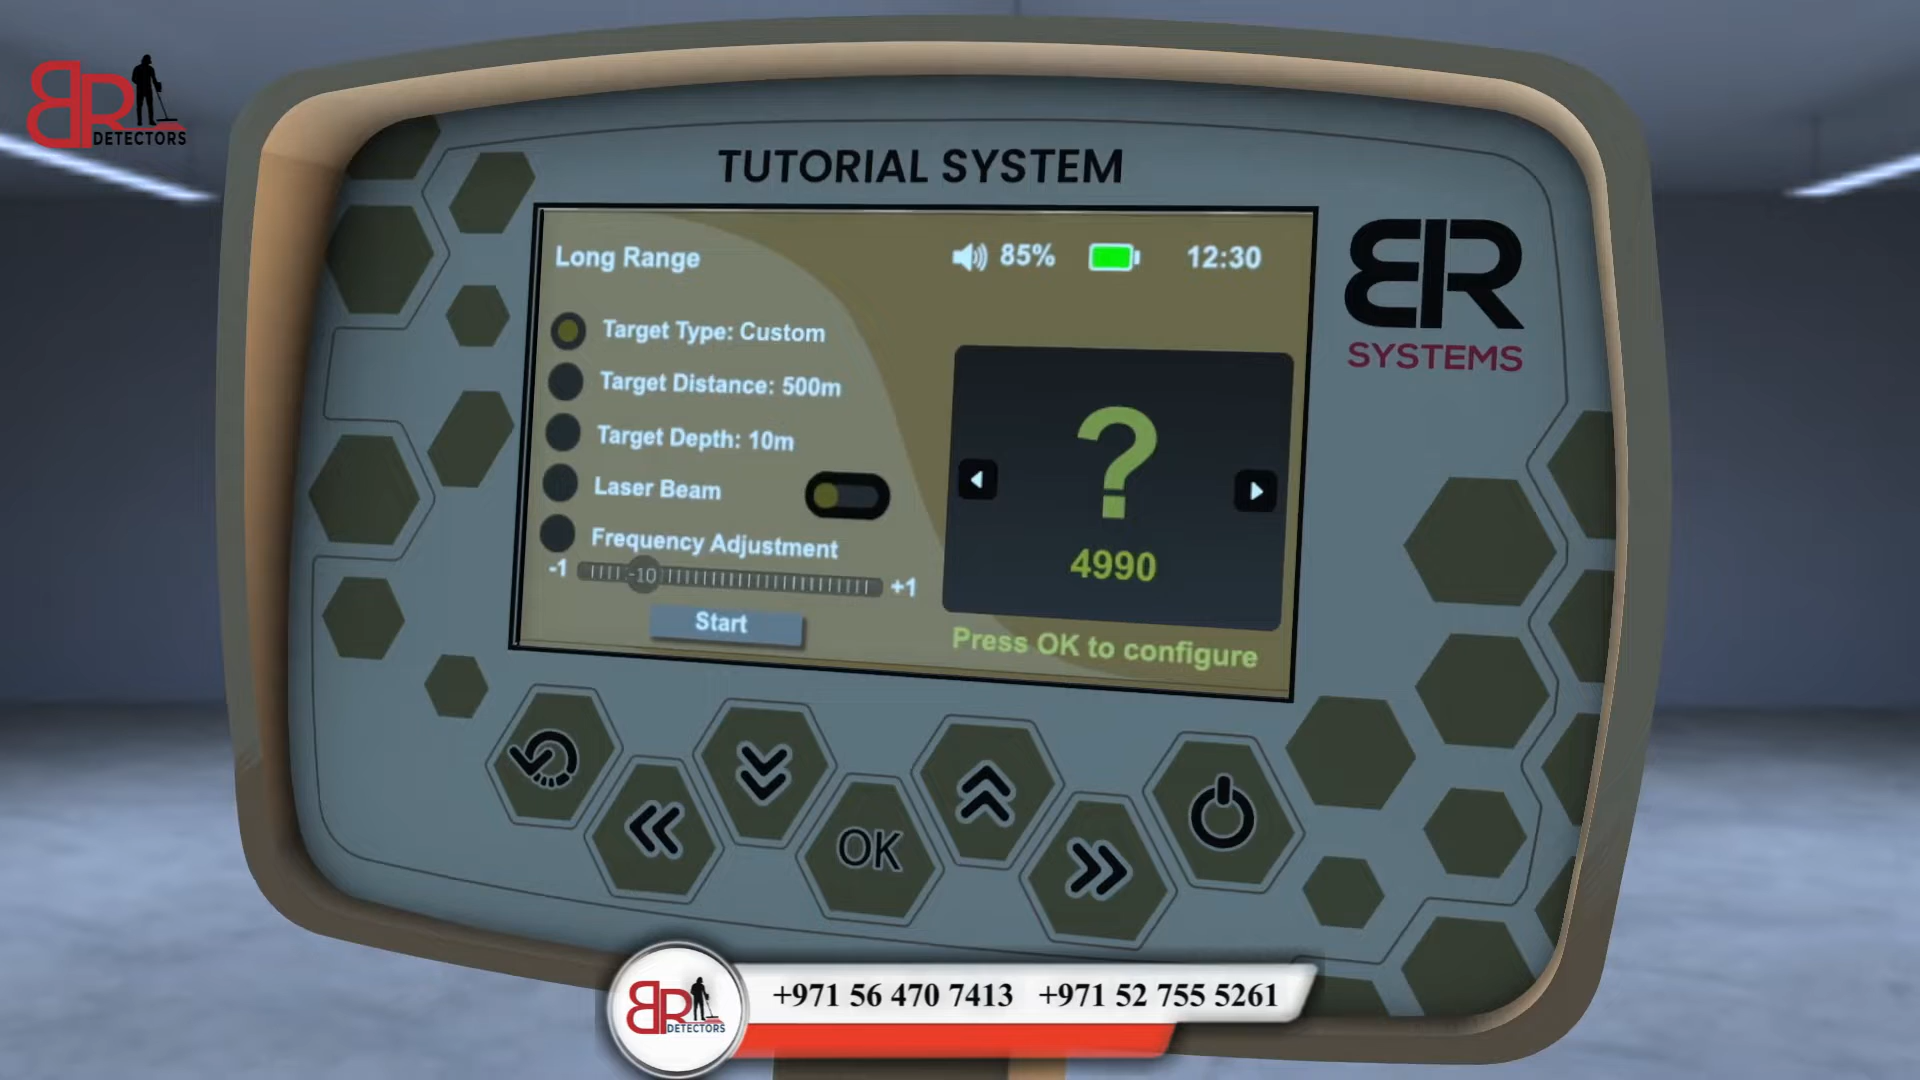 BR
DETECTORS
TUTORIAL SYSTEM
BR
SYSTEMS
Long Range
85%
12:30
Target Type: Custom
Target Distance: 500m
Target Depth: 10m
Laser Beam
Frequency Adjustment
-1
-10
+1
Start
?
4990
Press OK to configure
OK
BR
DETECTORS
+971 56 470 7413 +971 52 755 5261